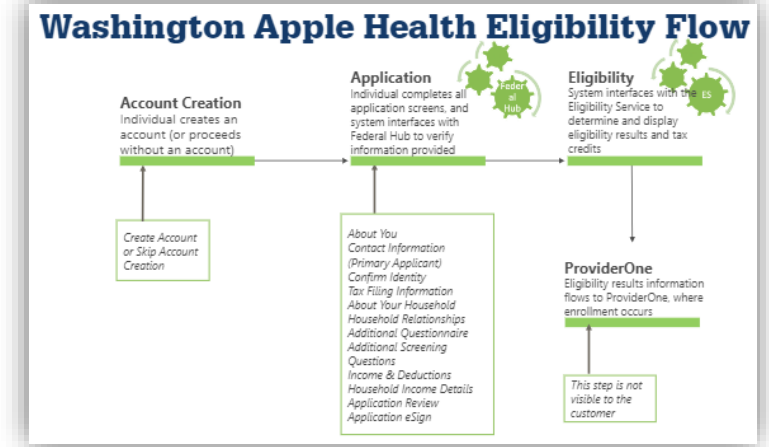 Washington Apple Health Eligibility Flow
Account Creation
Individual creates an
account (or proceeds
without an account)
Create Account
or Skip Account
Creation
Application
Individual completes all
application screens, and
system interfaces with
Federal Hub to verify
information provided
Feder
al
Hub
About You
Contact Information
(Primary Applicant)
Confirm Identity
Tax Filing Information
About Your Household
Household Relationships
Additional Questionnaire
Additional Screening
Questions
Income & Deductions
Household Income Details
Application Review
Application eSign
Eligibility
System interfaces with the
Eligibility Service to
determine and display
eligibility results and tax
credits
ES
ProviderOne
Eligibility results information
flows to ProviderOne, where
enrollment occurs
This step is not
visible to the
customer